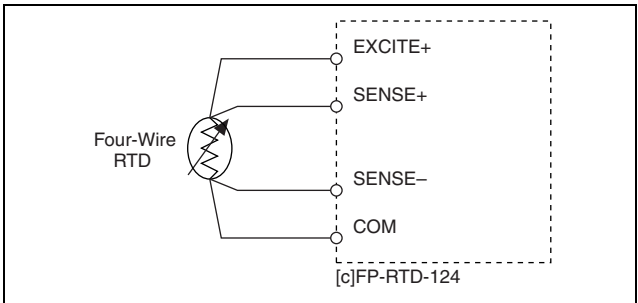 EXCITE+
SENSE+
Four-Wire
RTD
SENSE–
COM
[c]FP-RTD-124